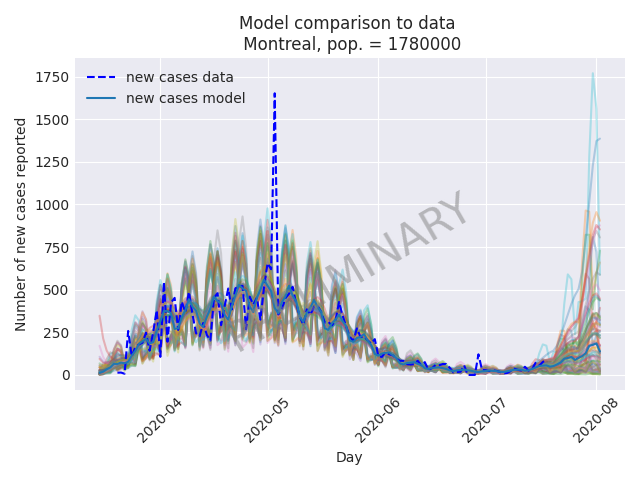 Model comparison to data
Montreal, pop. = 1780000
new cases data
new cases model
MINARY
Number of new cases reported
1750
1500
1250
1000
750
500
250
0
2020-04
2020-05
2020-06
2020-07
2020-08
Day